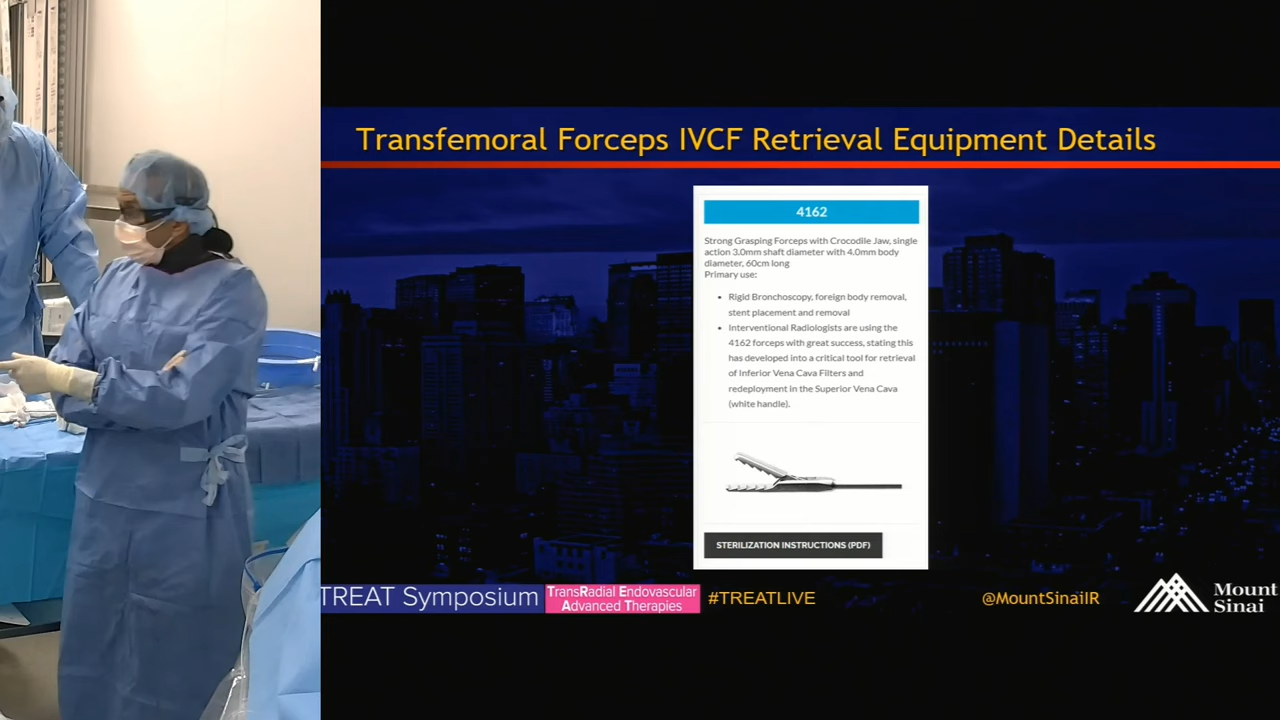 Transfemoral Forceps IVCF Retrieval Equipment Details
4162
Strong Grasping Forceps with Crocodile Jaw, single
action 3.0mm shaft diameter with 4.0mm body
diameter, 60cm long
Primary use:
• Rigid Bronchoscopy, foreign body removal,
stent placement and removal
• Interventional Radiologists are using the
4162 forceps with great success, stating this
has developed into a critical tool for retrieval
of Inferior Vena Cava Filters and
redeployment in the Superior Vena Cava
(white handle).
STERILIZATION INSTRUCTIONS (PDF)
TREAT Symposium
TransRadial Endovascular
Advanced Therapies
#TREATLIVE
@MountSinaiIR
Mount
Sinai